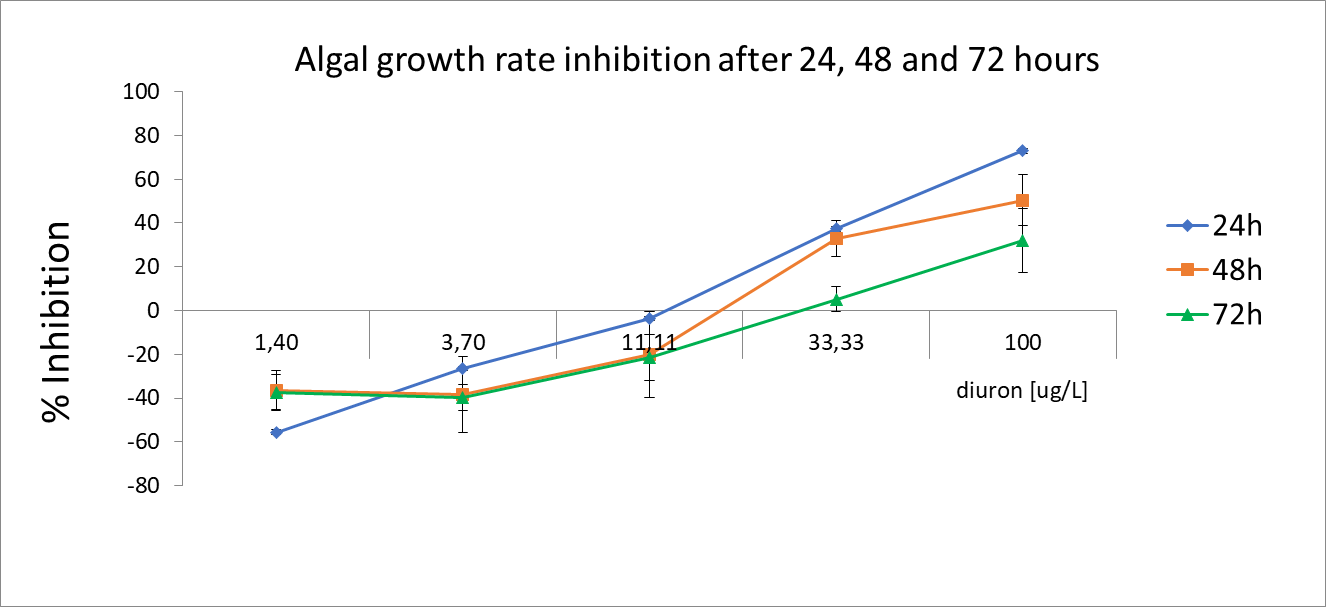 Algal growth rate inhibition after 24, 48 and 72 hours
% Inhibition
100
80
60
40
20
0
-20
-40
-60
-80
1,40 3,70 11,11 33,33 100
diuron [ug/L]
24h
48h
72h